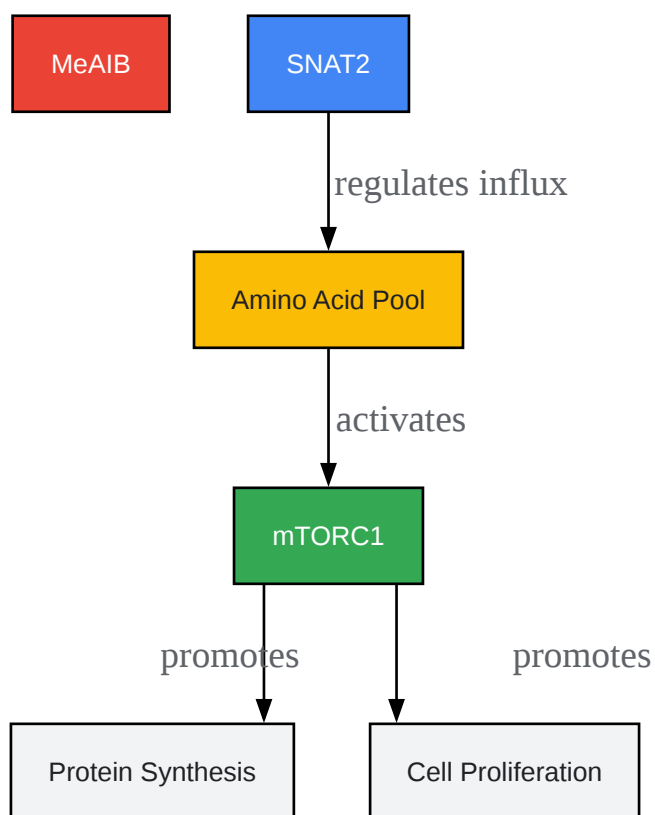 MeAIB
SNAT2
regulates influx
Amino Acid Pool
activates
mTORC1
promotes
promotes
Protein Synthesis
Cell Proliferation